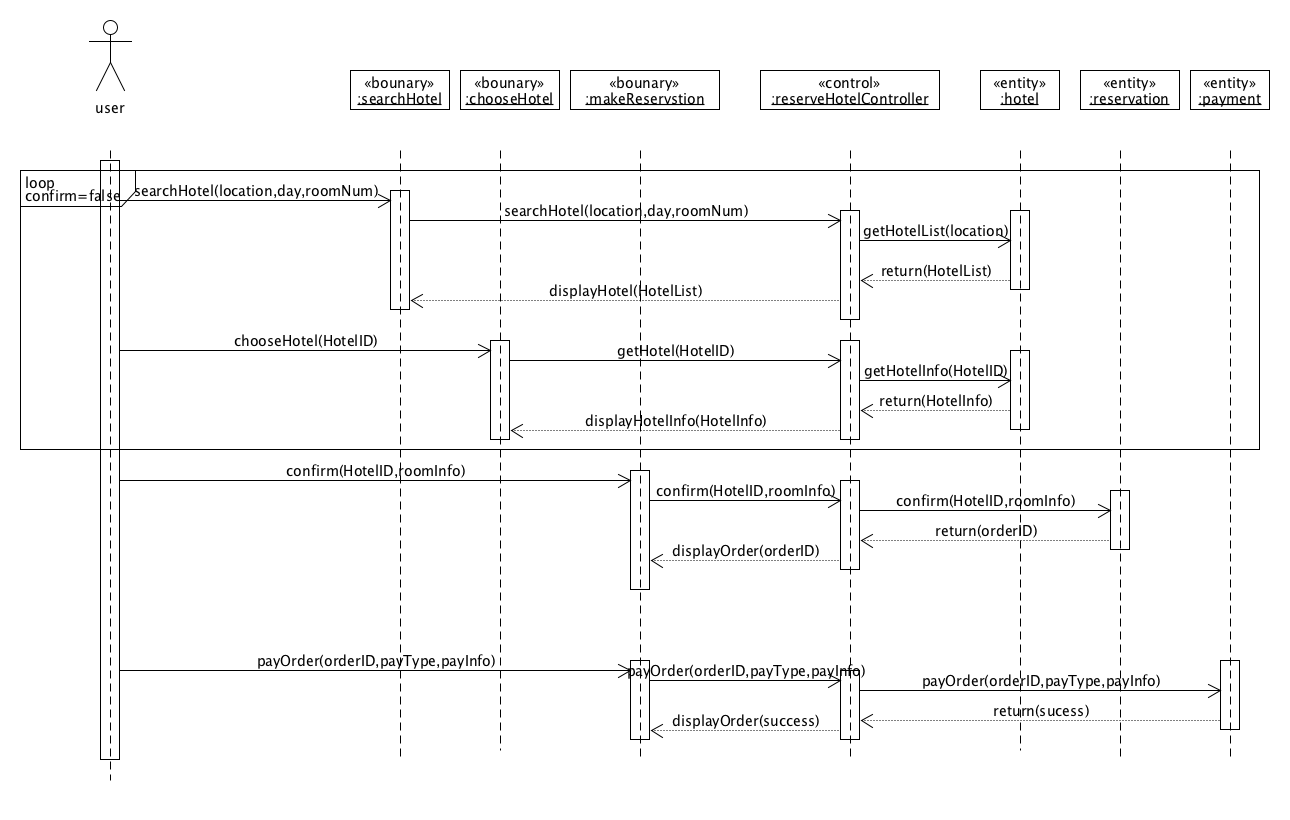 user
«bounary»
:searchHotel
«bounary»
:chooseHotel
«bounary»
:makeReservstion
«control»
:reserveHotelController
«entity»
:hotel
«entity»
:reservation
«entity»
:payment
loop
confirm=false
searchHotel(location,day,roomNum)
searchHotel(location,day,roomNum)
getHotelList(location)
return(HotelList)
displayHotel(HotelList)
chooseHotel(HotelID)
getHotel(HotelID)
getHotelInfo(HotelID)
return(HotelInfo)
displayHotelInfo(HotelInfo)
confirm(HotelID,roomInfo)
confirm(HotelID,roomInfo)
confirm(HotelID,roomInfo)
return(orderID)
displayOrder(orderID)
payOrder(orderID,payType,payInfo)
payOrder(orderID,payType,payInfo)
payOrder(orderID,payType,payInfo)
return(sucess)
displayOrder(success)